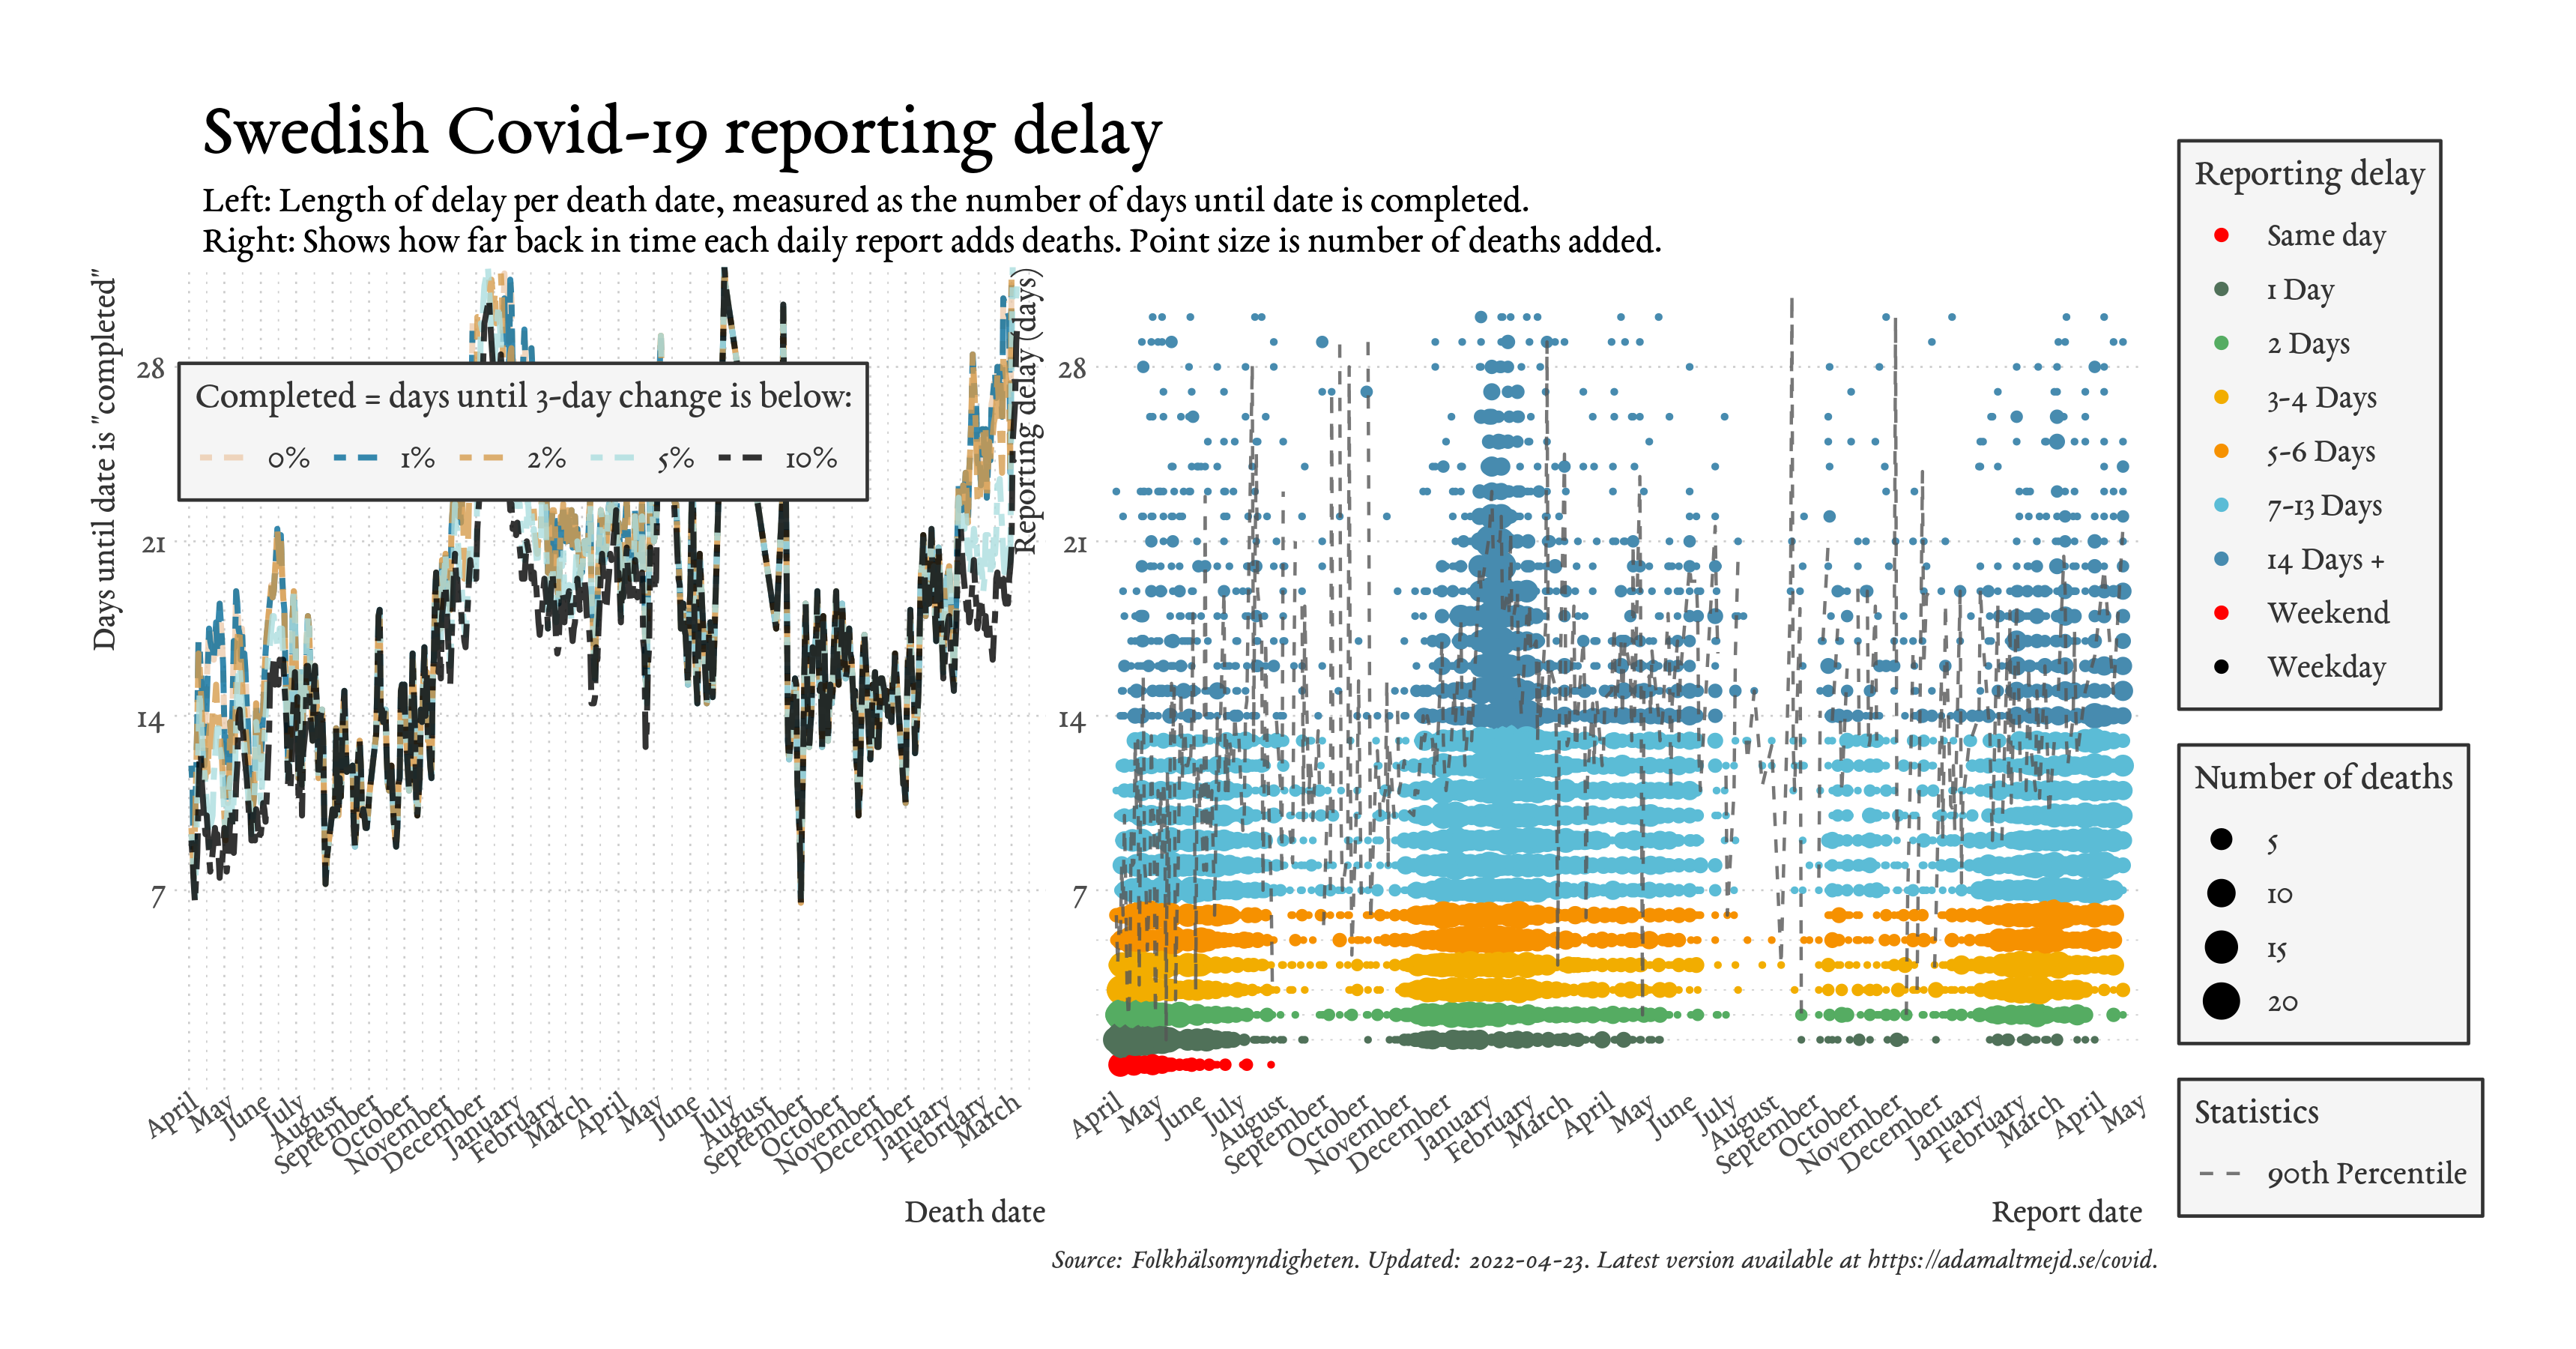 Swedish Covid-19 reporting delay
Left: Length of delay per death date, measured as the number of days until date is completed.
Right: Shows how far back in time each daily report adds deaths. Point size is number of deaths added.
Days until date is "completed"
28
21
14
7
Completed = days until 3-day change is below:
0% 1% 2% 5% 10%
April May June July August September October November December January February March April May June July August September October November December January February March
Death date
Reporting delay (days)
28
21
14
7
April May June July August September October November December January February March April May June July August September October November December January February March April May
Report date
Reporting delay
Same day
1 Day
2 Days
3-4 Days
5-6 Days
7-13 Days
14 Days +
Weekend
Weekday
Number of deaths
5
10
15
20
Statistics
90th Percentile
Source: Folkhälsomyndigheten. Updated: 2022-04-23. Latest version available at https://adamaltmejd.se/covid.